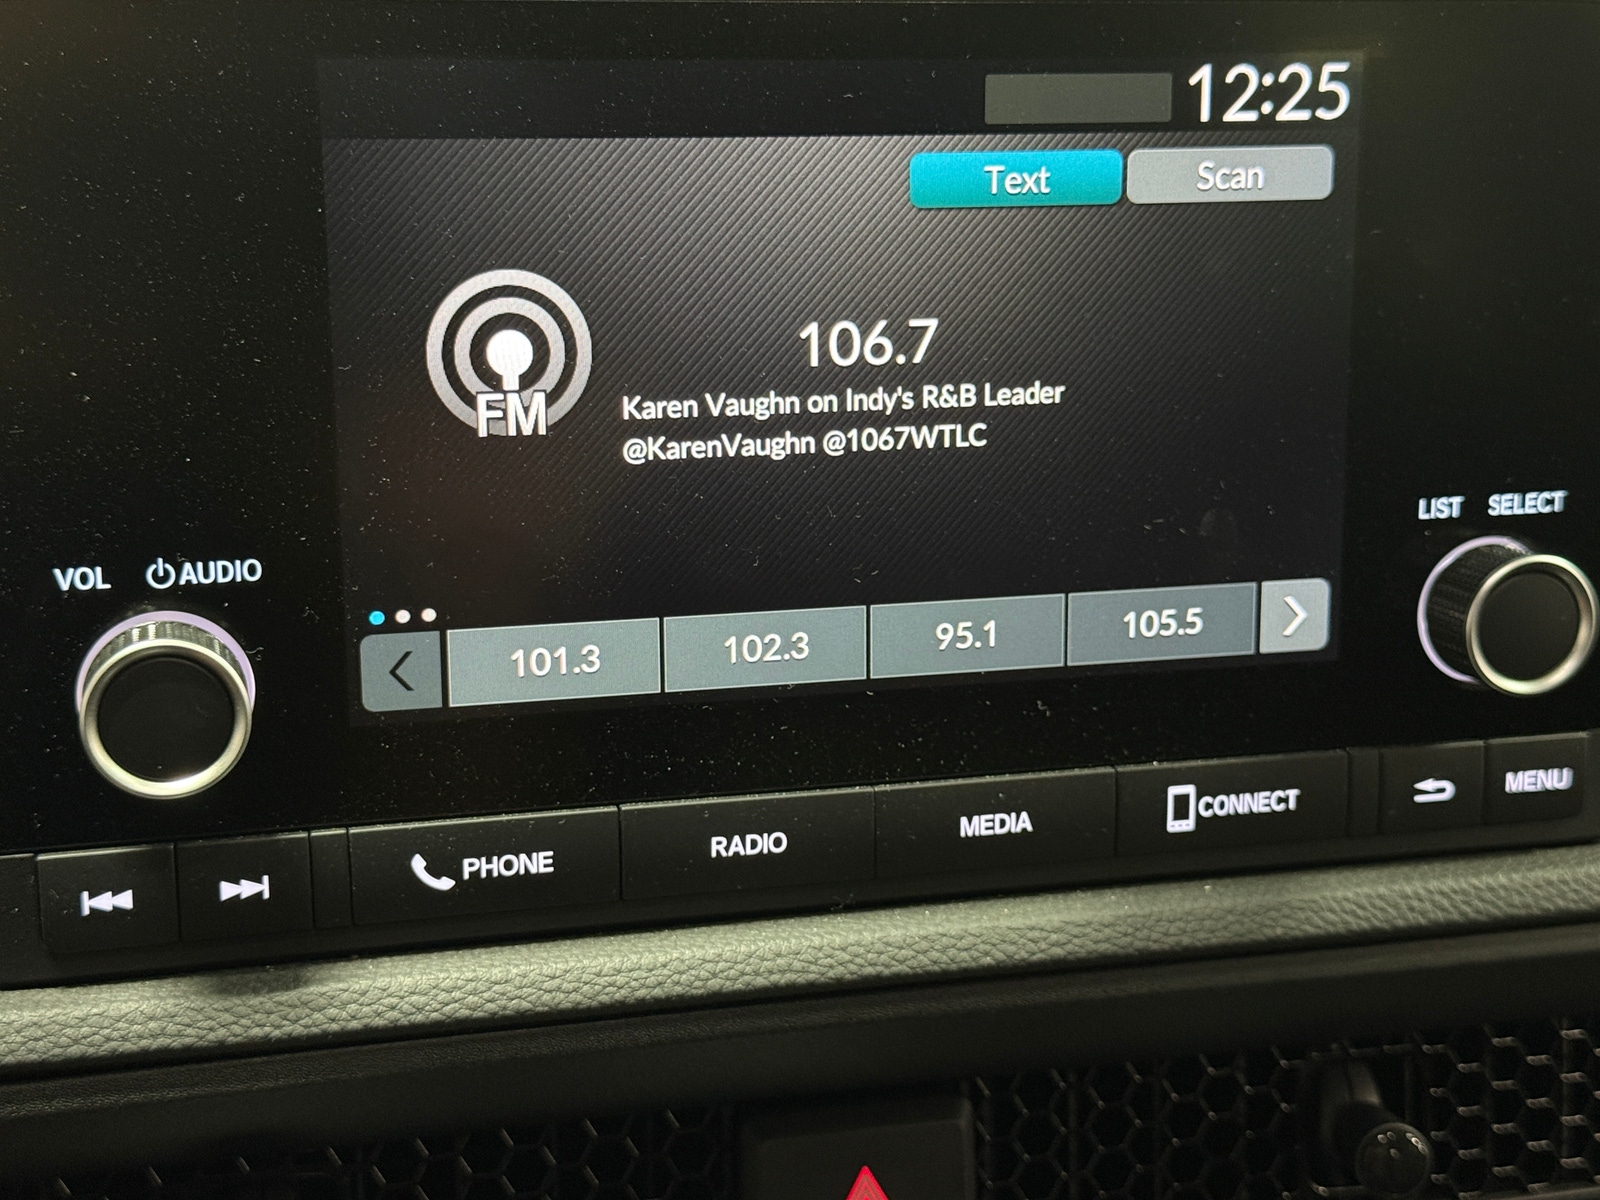 12:25
Text Scan
106.7
FM
Karen Vaughn on Indy's R&B Leader
@KarenVaughn @1067WTLC
LIST SELECT
VOL AUDIO
101.3 102.3 95.1 105.5
PHONE RADIO MEDIA CONNECT MENU